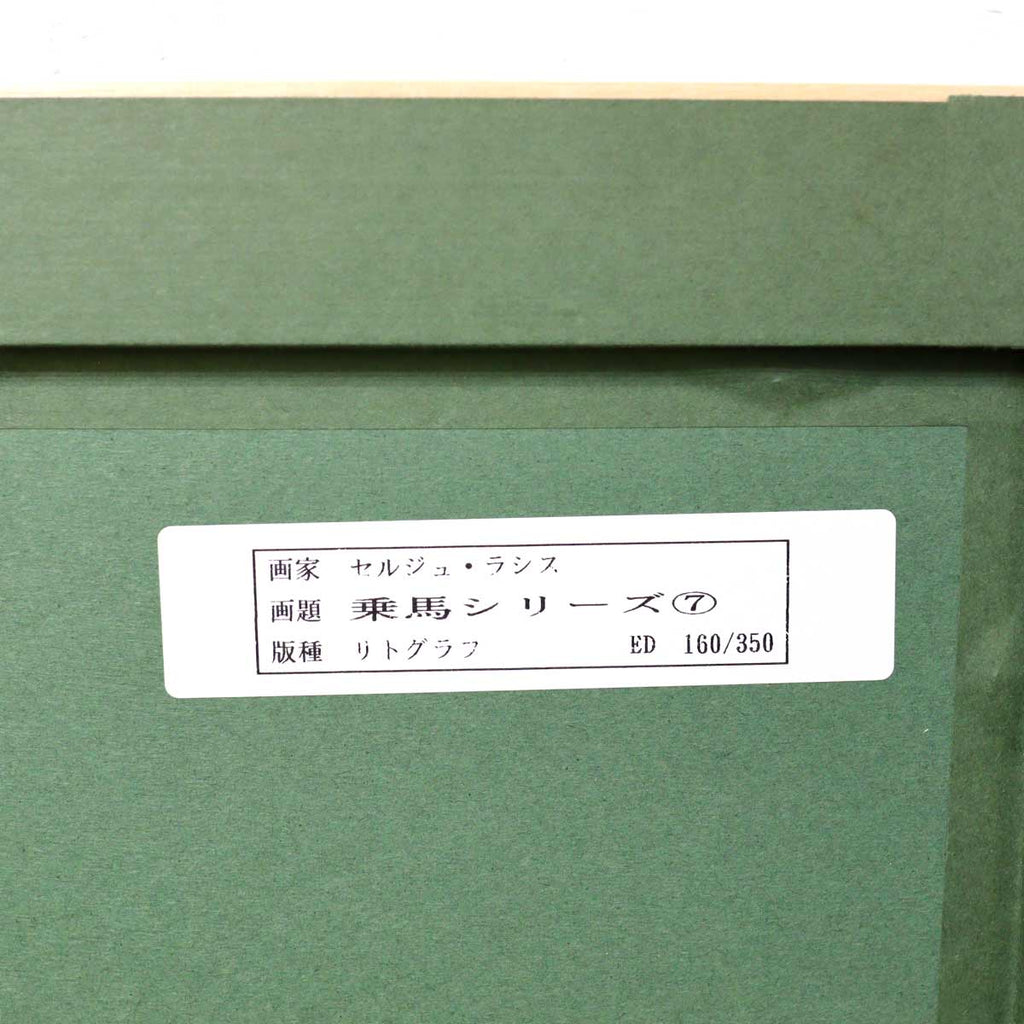 画家 セルジュ・ラシス
画題 乗馬シリーズ⑦
版種 リトグラフ ED 160/350